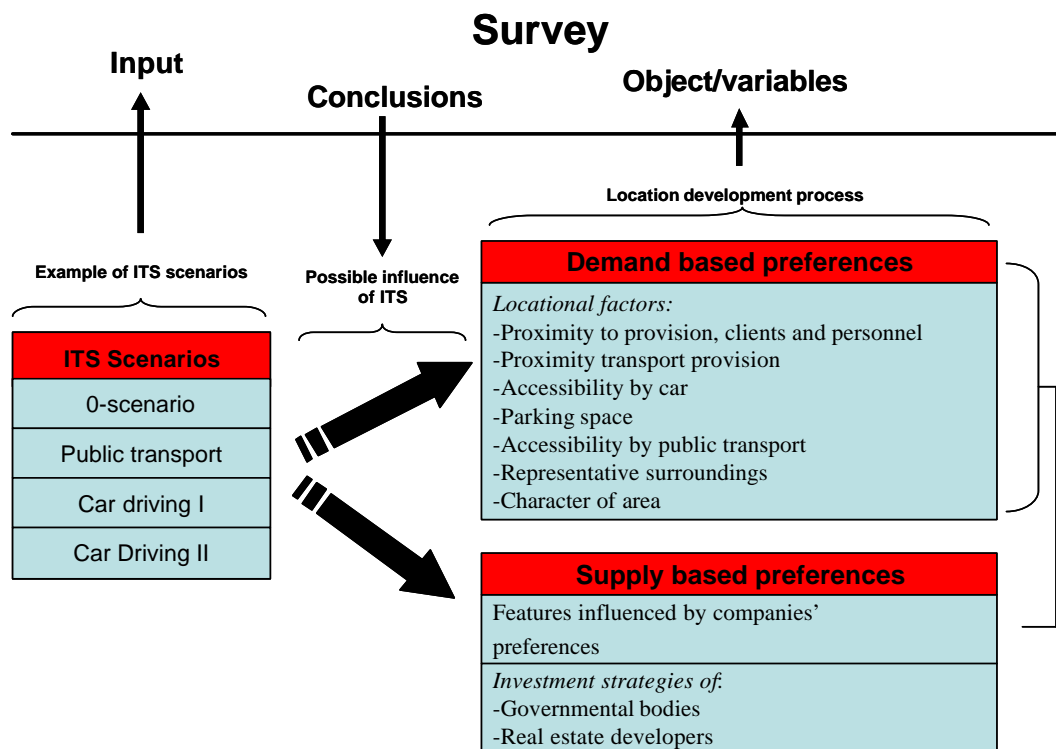 Survey
Input
Conclusions
Object/variables
Location development process
Example of ITS scenarios
Possible influence
of ITS
ITS Scenarios
0-scenario
Public transport
Car driving I
Car Driving II
Demand based preferences
Locational factors:
-Proximity to provision, clients and personnel
-Proximity transport provision
-Accessibility by car
-Parking space
-Accessibility by public transport
-Representative surroundings
-Character of area
Supply based preferences
Features influenced by companies’
preferences
Investment strategies of:
-Governmental bodies
-Real estate developers